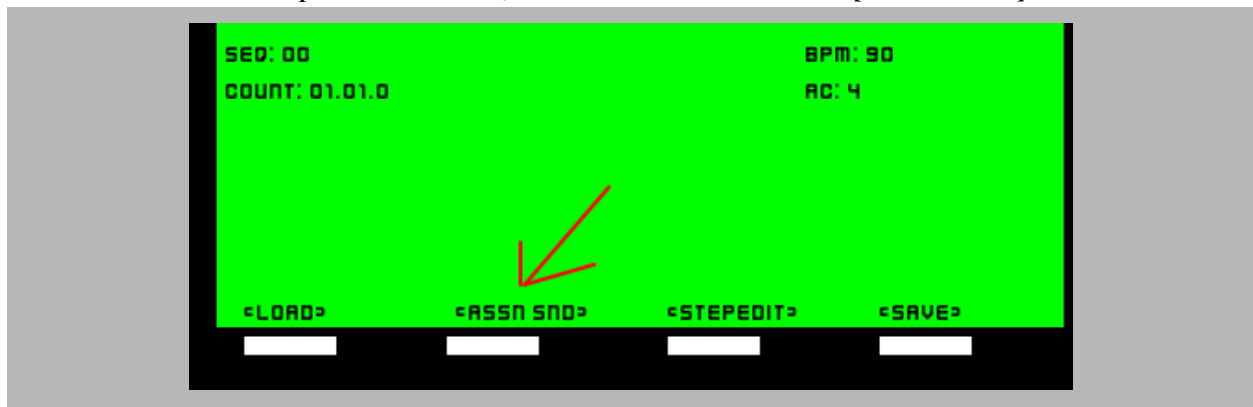 SEQ: 00 BPM: 90
COUNT: 01.01.0 AC: 4
<LOAD> <ASSN SND> <STEPEDIT> <SAVE>